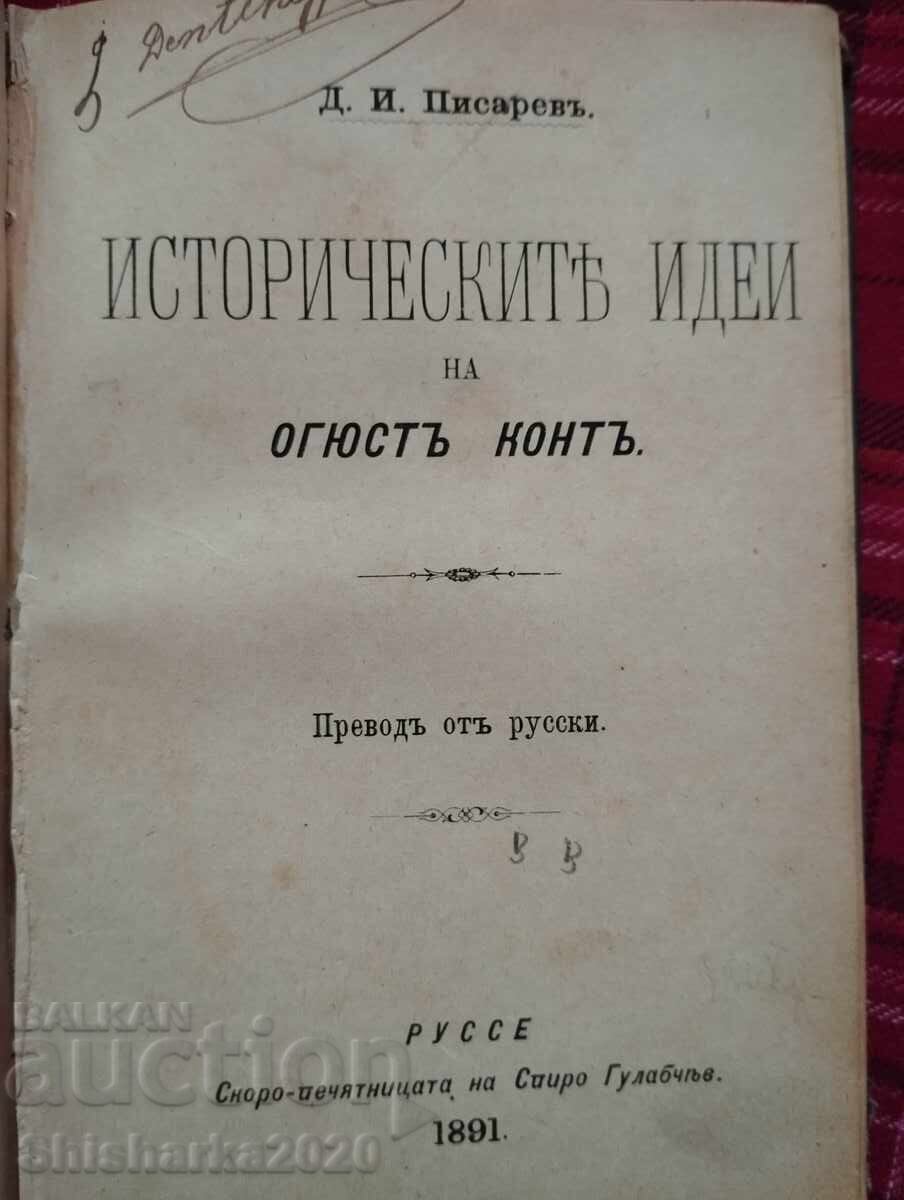 Д. И. Писаревъ.
ИСТОРИЧЕСКИТѢ ИДЕИ
НА
ОГЮСТЪ КОНТЪ.
Преводъ отъ русски.
В В
РУССЕ
Скоро-печятницата на Спиро Гулабчѣв.
1891.
BALKAN
auction
shisharka2020